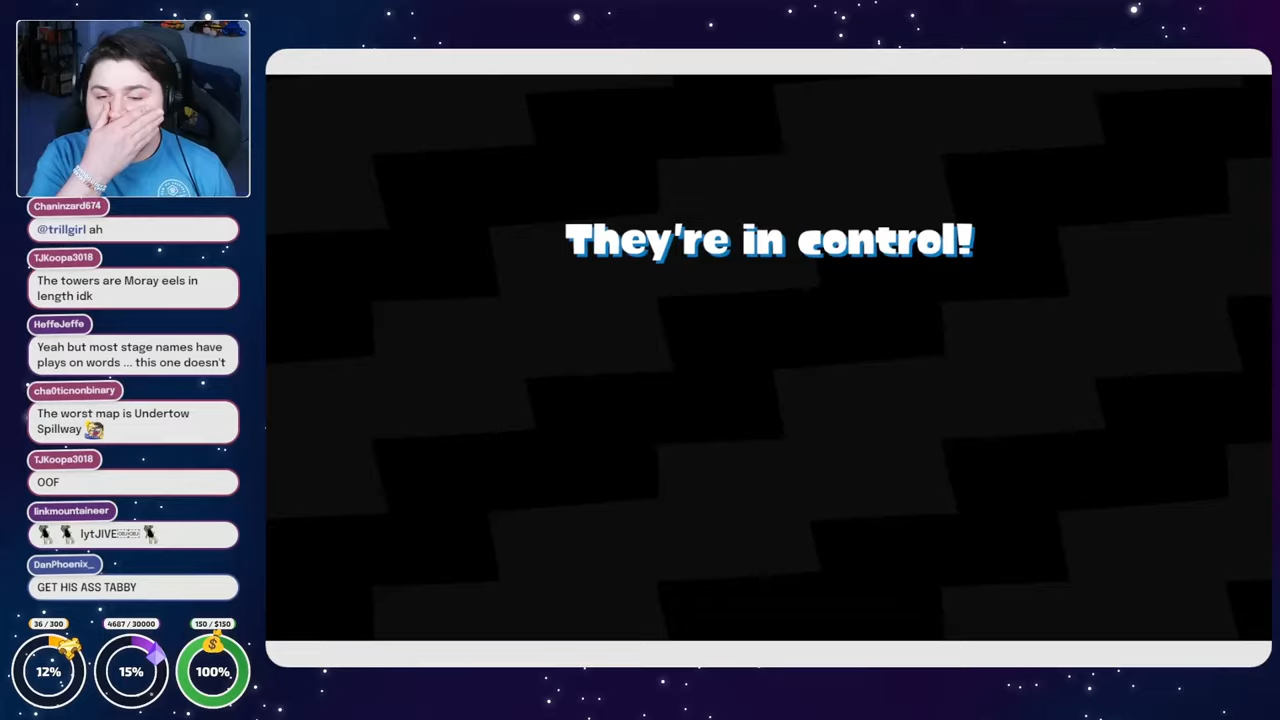 Chaninzard674
@trillgirl ah
TJKoopa3018
The towers are Moray eels in
length idk
HeffeJeffe
Yeah but most stage names have
plays on words ... this one doesn't
cha0ticnonbinary
The worst map is Undertow
Spillway
TJKoopa3018
OOF
linkmountaineer
lytJIVE
DanPhoenix_
GET HIS ASS TABBY
36 / 300
4687 / 30000
150 / $150
12%
15%
100%
They're in control!